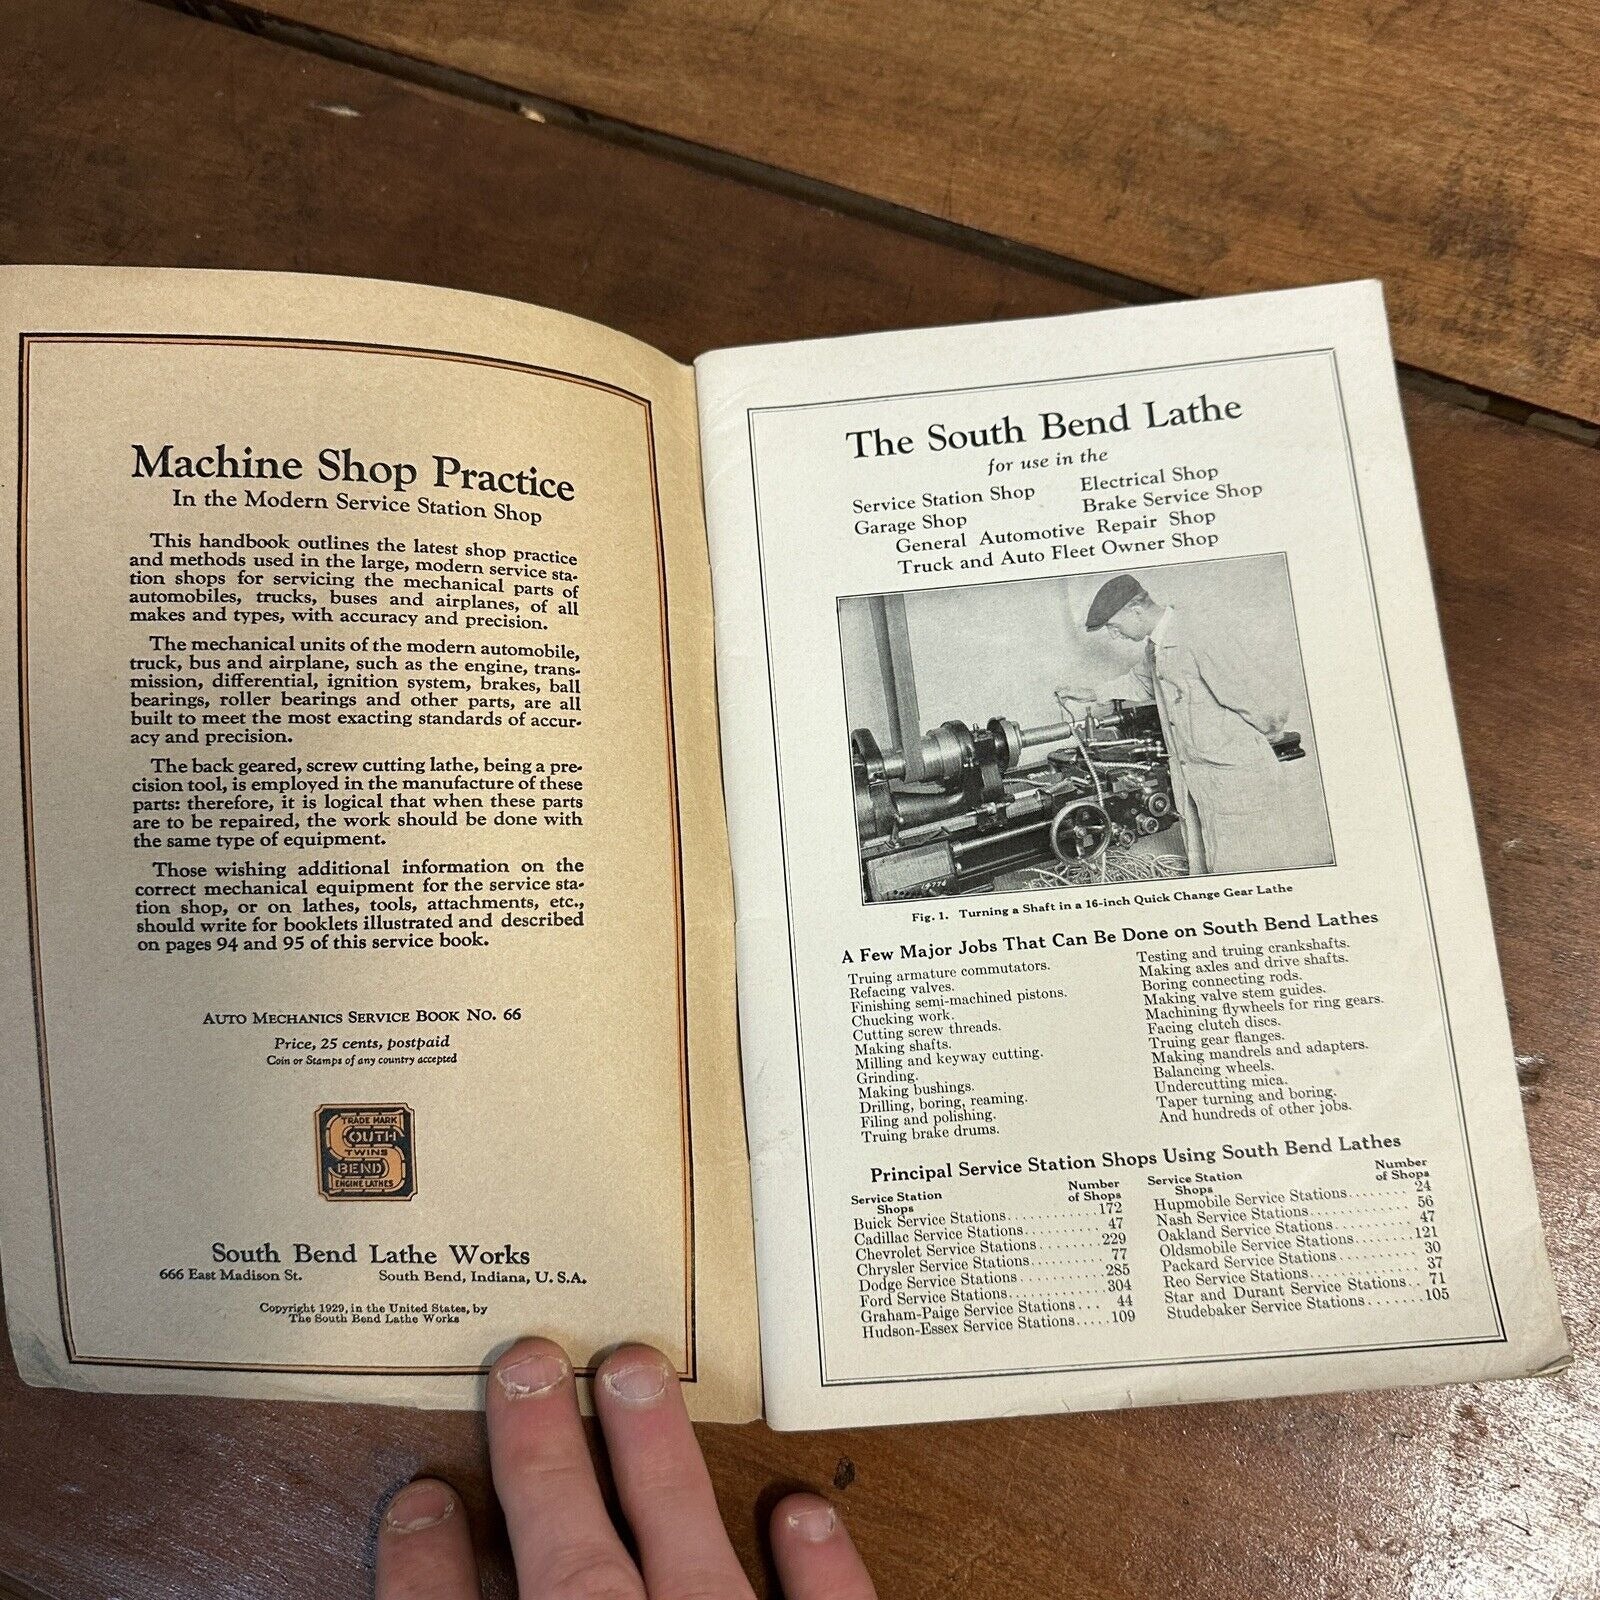 Machine Shop Practice
In the Modern Service Station Shop
This handbook outlines the latest shop practice
and methods used in the large, modern service sta-
tion shops for servicing the mechanical parts of
automobiles, trucks, buses and airplanes, of all
makes and types, with accuracy and precision.
The mechanical units of the modern automobile,
truck, bus and airplane, such as the engine, trans-
mission, differential, ignition system, brakes, ball
bearings, roller bearings and other parts, are all
built to meet the most exacting standards of accur-
acy and precision.
The back geared, screw cutting lathe, being a pre-
cision tool, is employed in the manufacture of these
parts: therefore, it is logical that when these parts
are to be repaired, the work should be done with
the same type of equipment.
Those wishing additional information on the
correct mechanical equipment for the service sta-
tion shop, or on lathes, tools, attachments, etc.,
should write for booklets illustrated and described
on pages 94 and 95 of this service book.
AUTO MECHANICS SERVICE BOOK NO. 66
Price, 25 cents, postpaid
Coin or Stamps of any country accepted
TRADE MARK
SOUTH
TWINS
BEND
ENGINE LATHES
South Bend Lathe Works
666 East Madison St. South Bend, Indiana, U. S. A.
Copyright 1929, in the United States, by
The South Bend Lathe Works
The South Bend Lathe
for use in the
Service Station Shop Electrical Shop
Garage Shop Brake Service Shop
General Automotive Repair Shop
Truck and Auto Fleet Owner Shop
Fig. 1. Turning a Shaft in a 16-inch Quick Change Gear Lathe
A Few Major Jobs That Can Be Done on South Bend Lathes
Truing armature commutators.
Refacing valves.
Finishing semi-machined pistons.
Chucking work.
Cutting screw threads.
Making shafts.
Milling and keyway cutting.
Grinding.
Making bushings.
Drilling, boring, reaming.
Filing and polishing.
Truing brake drums.
Testing and truing crankshafts.
Making axles and drive shafts.
Boring connecting rods.
Making valve stem guides.
Machining flywheels for ring gears.
Facing clutch discs.
Truing gear flanges.
Making mandrels and adapters.
Balancing wheels.
Undercutting mica.
Taper turning and boring.
And hundreds of other jobs.
Principal Service Station Shops Using South Bend Lathes
Service Station Number
Shops of Shops
Buick Service Stations............172
Cadillac Service Stations......... 47
Chevrolet Service Stations........229
Chrysler Service Stations......... 77
Dodge Service Stations............285
Ford Service Stations.............304
Graham-Paige Service Stations... 44
Hudson-Essex Service Stations.....109
Service Station Number
Shops of Shops
Hupmobile Service Stations........ 24
Nash Service Stations............. 56
Oakland Service Stations.......... 47
Oldsmobile Service Stations.......121
Packard Service Stations.......... 30
Reo Service Stations.............. 37
Star and Durant Service Stations.. 71
Studebaker Service Stations.......105